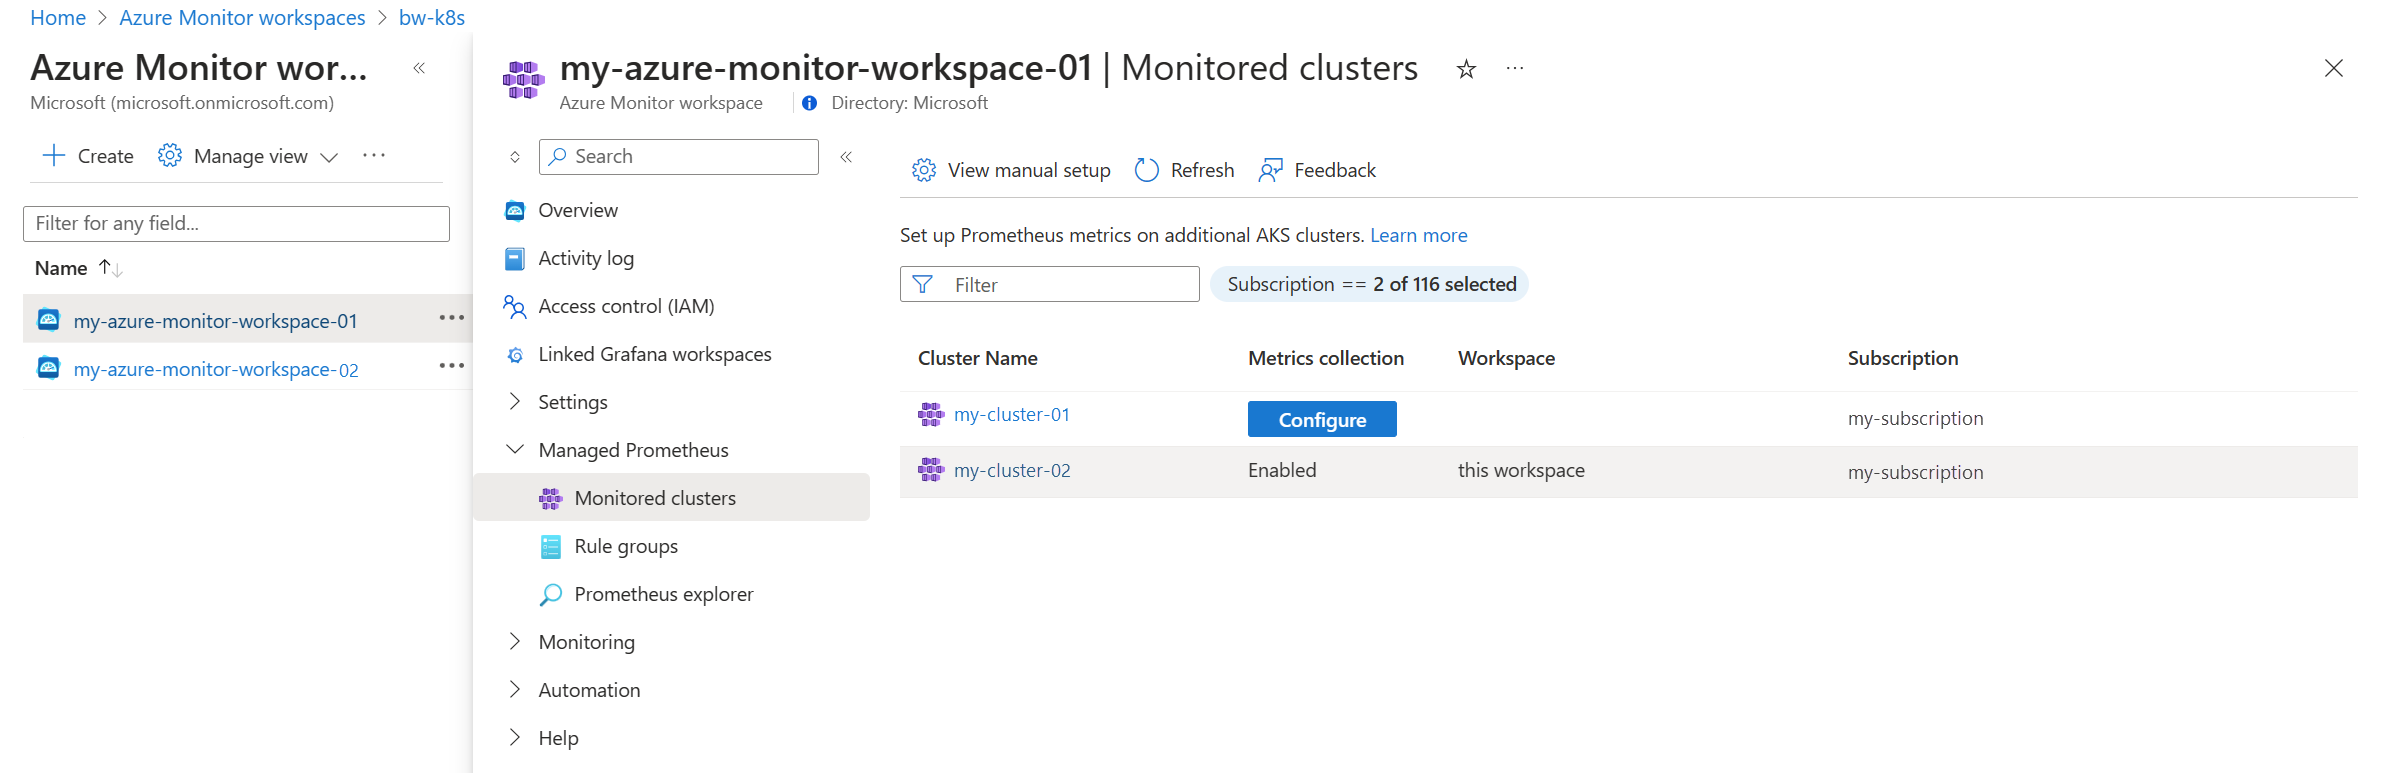 Home > Azure Monitor workspaces > bw-k8s
Azure Monitor wor...
Microsoft (microsoft.onmicrosoft.com)
Create Manage view
Filter for any field...
Name
my-azure-monitor-workspace-01
my-azure-monitor-workspace-02
my-azure-monitor-workspace-01 | Monitored clusters
Azure Monitor workspace | Directory: Microsoft
Search
Overview
Activity log
Access control (IAM)
Linked Grafana workspaces
Settings
Managed Prometheus
Monitored clusters
Rule groups
Prometheus explorer
Monitoring
Automation
Help
View manual setup Refresh Feedback
Set up Prometheus metrics on additional AKS clusters. Learn more
Filter Subscription == 2 of 116 selected
Cluster Name Metrics collection Workspace Subscription
my-cluster-01 Configure my-subscription
my-cluster-02 Enabled this workspace my-subscription